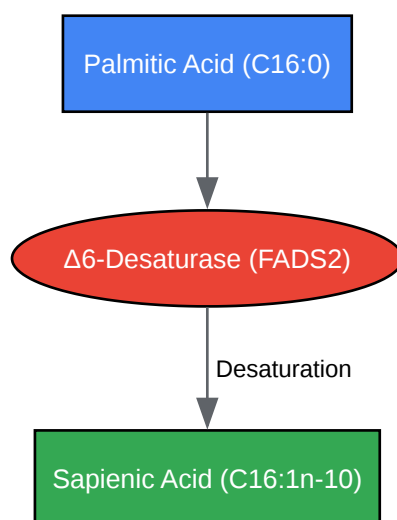 Palmitic Acid (C16:0)
Δ6-Desaturase (FADS2)
Desaturation
Sapienic Acid (C16:1n-10)